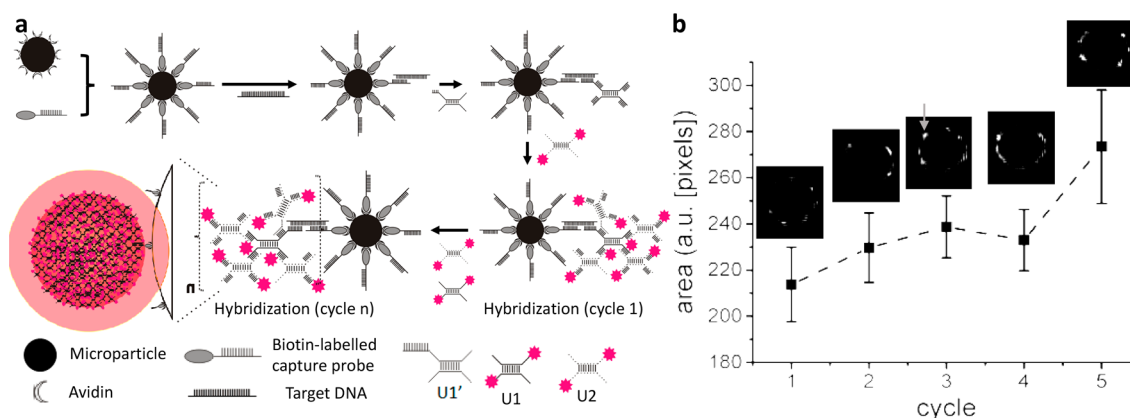 a
Hybridization (cycle n)
Hybridization (cycle 1)
n
Microparticle
Biotin-labelled
capture probe
Avidin
Target DNA
U1'
U1
U2
b
area (a.u. [pixels])
300
280
260
240
220
200
180
1 2 3 4 5
cycle